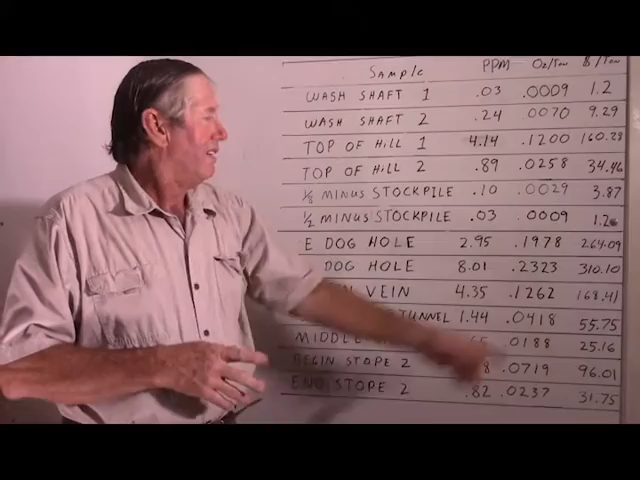 SAMPLE PPM OZ/TON $/TON
WASH SHAFT 1 .03 .0009 1.2
WASH SHAFT 2 .24 .0070 9.29
TOP OF HILL 1 4.14 .1200 160.28
TOP OF HILL 2 .89 .0258 34.46
1/8 MINUS STOCKPILE .10 .0029 3.87
1/2 MINUS STOCKPILE .03 .0009 1.26
E DOG HOLE 2.95 .1978 264.09
DOG HOLE 8.01 .2323 310.10
VEIN 4.35 .1262 168.41
TUNNEL 1.44 .0418 55.75
MIDDLE .0188 25.16
BEGIN STOPE 2 8 .0719 96.01
END STOPE 2 .82 .0237 31.75